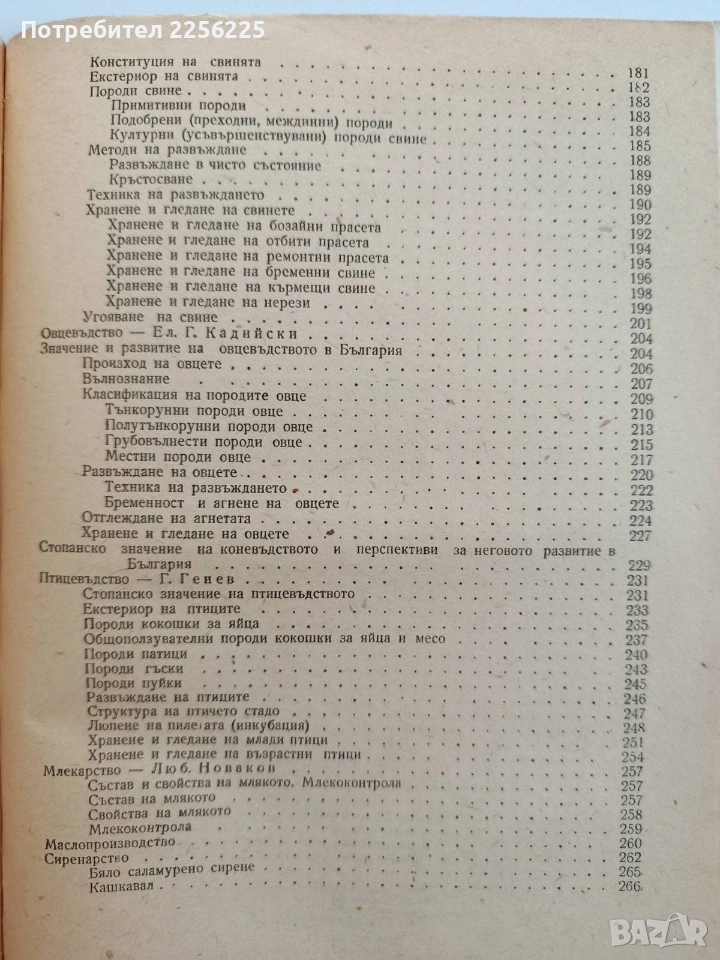 Потребител 2256225
Конституция на свинята . . . 181
Екстериор на свинята . . . 182
Породи свине . . . 183
Примитивни породи . . . 183
Подобрени (преходни, междинни) породи . . . 184
Културни (усъвършенствувани) породи свине . . . 185
Методи на развъждане . . . 188
Развъждане в чисто състояние . . . 189
Кръстосване . . . 189
Техника на развъждането . . . 190
Хранене и гледане на свинете . . . 192
Хранене и гледане на бозайни прасета . . . 192
Хранене и гледане на отбити прасета . . . 194
Хранене и гледане на ремонтни прасета . . . 195
Хранене и гледане на бременни свине . . . 196
Хранене и гледане на кърмещи свине . . . 198
Хранене и гледане на нерези . . . 199
Угояване на свине . . . 201
Овцевъдство — Ел. Г. Кадийски . . . 204
Значение и развитие на овцевъдството в България . . . 204
Произход на овцете . . . 206
Вълнознание . . . 207
Класификация на породите овце . . . 209
Тънкорунни породи овце . . . 210
Полутънкорунни породи овце . . . 213
Грубовълнести породи овце . . . 215
Местни породи овце . . . 217
Развъждане на овцете . . . 220
Техника на развъждането . . . 222
Бременност и агнене на овцете . . . 223
Отглеждане на агнетата . . . 224
Хранене и гледане на овцете . . . 227
Стопанско значение на коневъдството и перспективи за неговото развитие в
България . . . 229
Птицевъдство — Г. Генев . . . 231
Стопанско значение на птицевъдството . . . 231
Екстериор на птиците . . . 233
Породи кокошки за яйца . . . 235
Общоползувателни породи кокошки за яйца и месо . . . 237
Породи патици . . . 240
Породи гъски . . . 243
Породи пуйки . . . 245
Развъждане на птиците . . . 246
Структура на птичето стадо . . . 247
Люпене на пилетата (инкубация) . . . 248
Хранене и гледане на млади птици . . . 251
Хранене и гледане на възрастни птици . . . 254
Млекарство — Люб. Новаков . . . 257
Състав и свойства на млякото. Млекоконтрола . . . 257
Състав на млякото . . . 257
Свойства на млякото . . . 258
Млекоконтрола . . . 259
Маслопроизводство . . . 260
Сиренарство . . . 262
Бяло саламурено сирене . . . 265
Кашкавал . . . 266
BAZAR